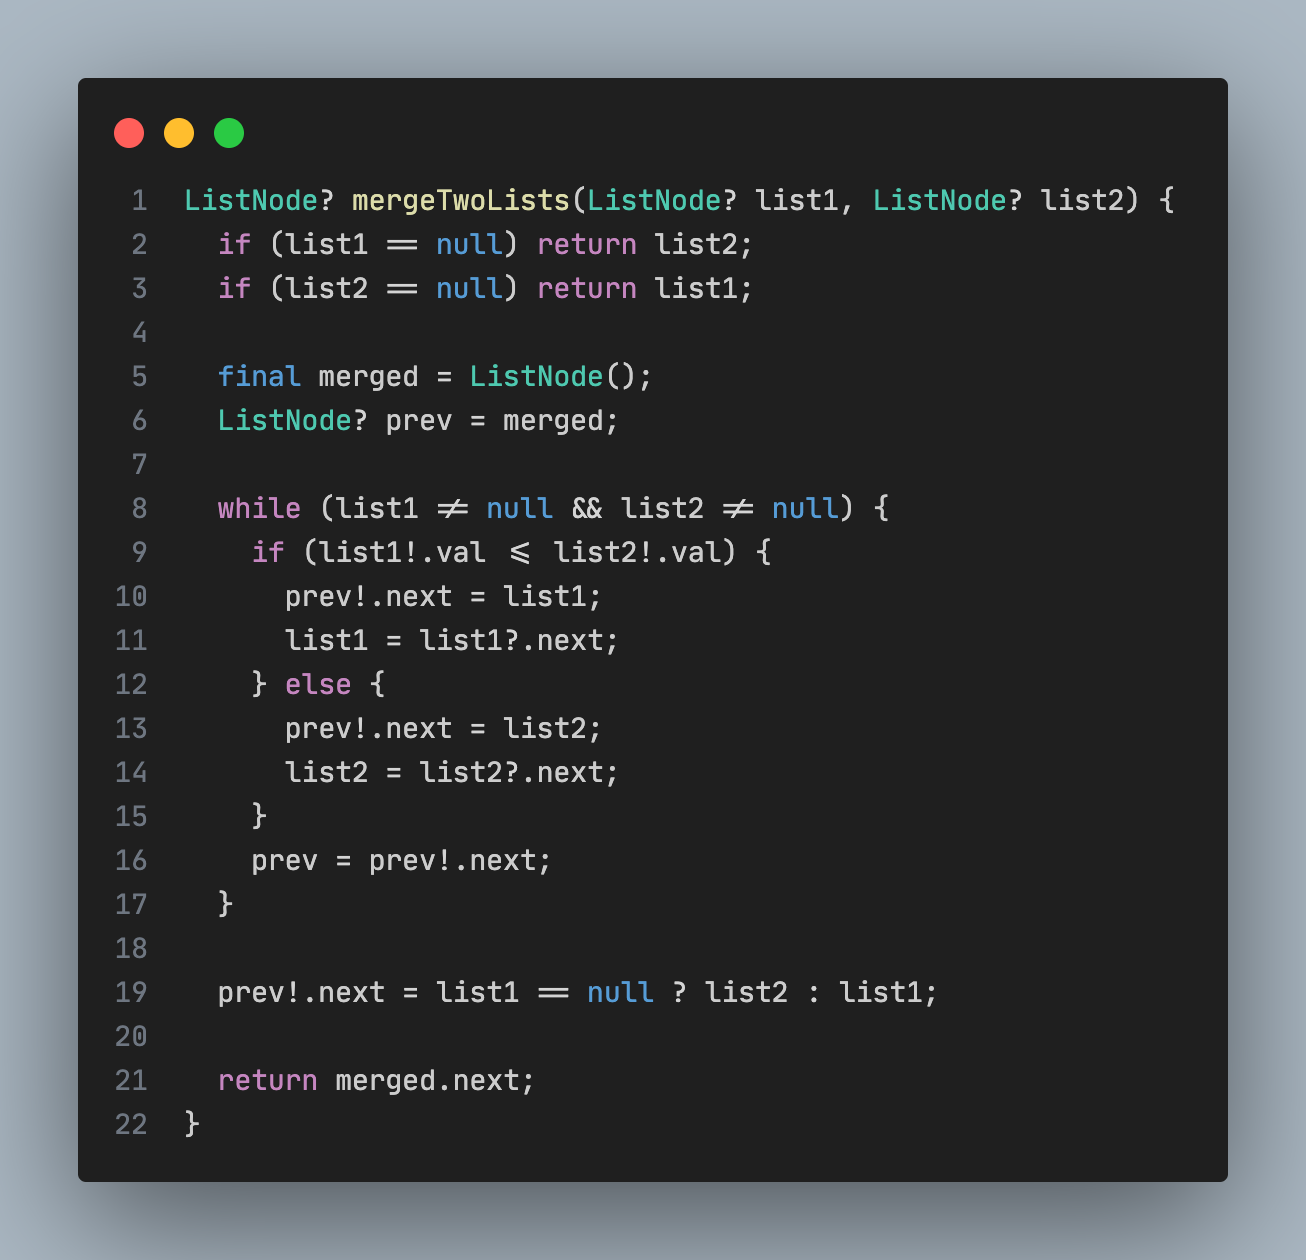 1 ListNode? mergeTwoLists(ListNode? list1, ListNode? list2) {
2   if (list1 == null) return list2;
3   if (list2 == null) return list1;
4
5   final merged = ListNode();
6   ListNode? prev = merged;
7
8   while (list1 != null && list2 != null) {
9     if (list1!.val <= list2!.val) {
10       prev!.next = list1;
11       list1 = list1?.next;
12     } else {
13       prev!.next = list2;
14       list2 = list2?.next;
15     }
16     prev = prev!.next;
17   }
18
19   prev!.next = list1 == null ? list2 : list1;
20
21   return merged.next;
22 }